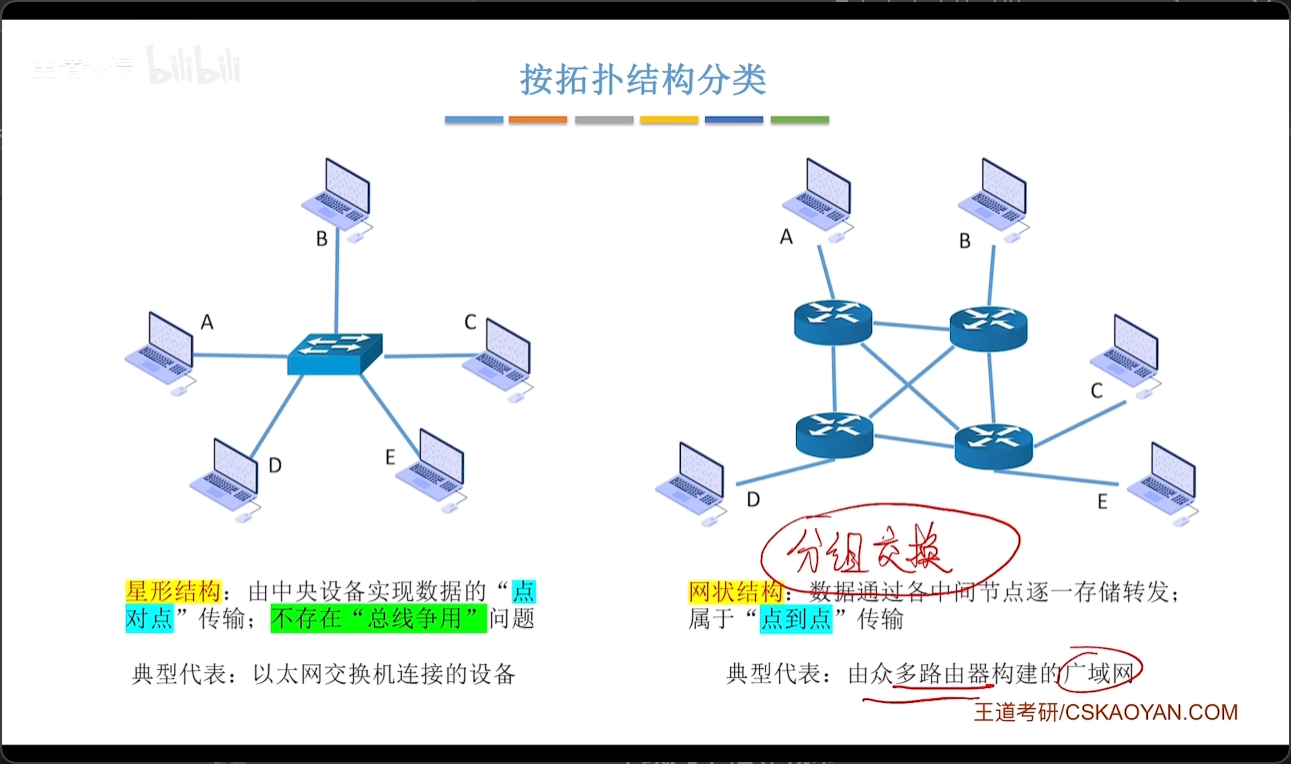 bilibili
按拓扑结构分类
B
A
C
D
E
A
B
C
D
E
分组交换
星形结构：由中央设备实现数据的“点
对点”传输；不存在“总线争用”问题
典型代表：以太网交换机连接的设备
网状结构：数据通过各中间节点逐一存储转发；
属于“点到点”传输
典型代表：由众多路由器构建的广域网
王道考研/CSKAOYAN.COM